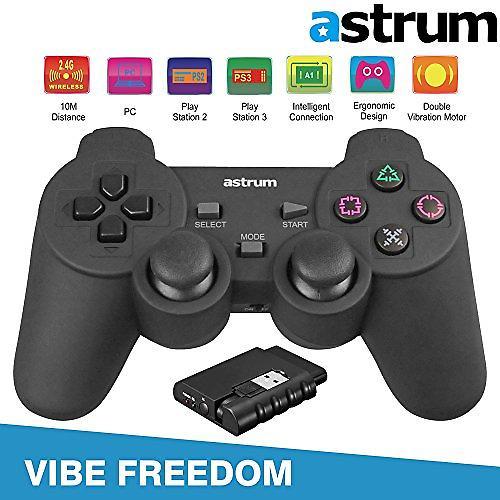 astrum
2.4G
WIRELESS
PC
PS2
PS3
A1
10M
Distance
PC
Play
Station 2
Play
Station 3
Intelligent
Connection
Ergonomic
Design
Double
Vibration Motor
astrum
SELECT
START
MODE
VIBE FREEDOM